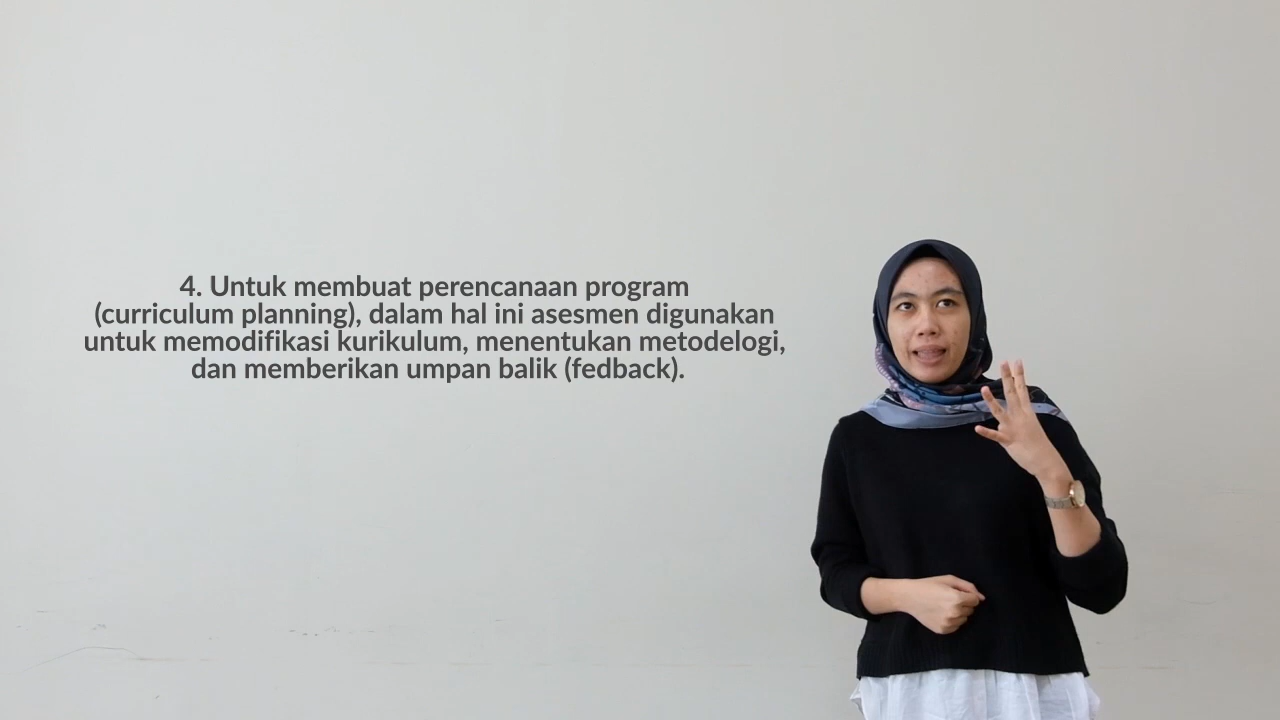 4. Untuk membuat perencanaan program
(curriculum planning), dalam hal ini asesmen digunakan
untuk memodifikasi kurikulum, menentukan metodelogi,
dan memberikan umpan balik (fedback).